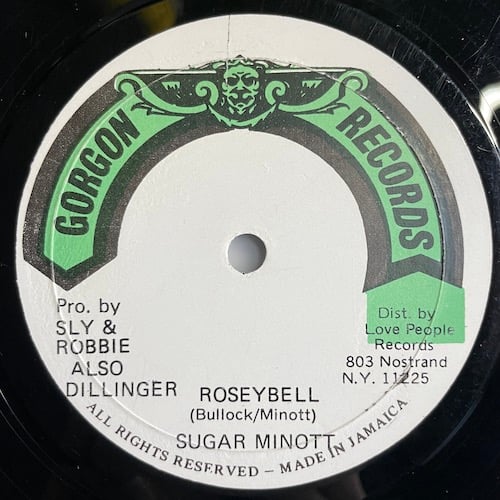 GORGON RECORDS
Pro. by
SLY &
ROBBIE
ALSO
DILLINGER
Dist. by
Love People
Records
803 Nostrand
N.Y. 11225
ROSEYBELL
(Bullock/Minott)
SUGAR MINOTT
ALL RIGHTS RESERVED - MADE IN JAMAICA